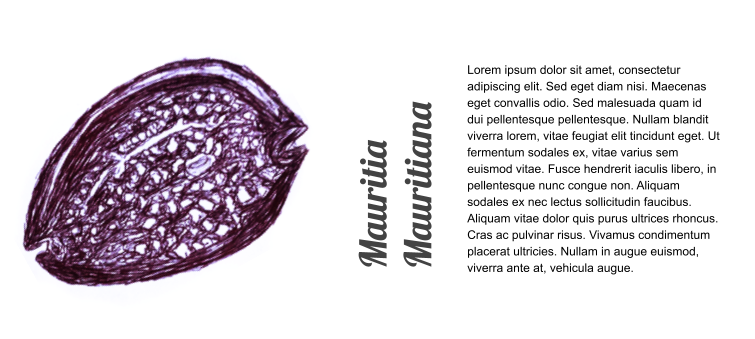 Mauritia
Mauritiana
Lorem ipsum dolor sit amet, consectetur
adipiscing elit. Sed eget diam nisi. Maecenas
eget convallis odio. Sed malesuada quam id
dui pellentesque pellentesque. Nullam blandit
viverra lorem, vitae feugiat elit tincidunt eget. Ut
fermentum sodales ex, vitae varius sem
euismod vitae. Fusce hendrerit iaculis libero, in
pellentesque nunc congue non. Aliquam
sodales ex nec lectus sollicitudin faucibus.
Aliquam vitae dolor quis purus ultrices rhoncus.
Cras ac pulvinar risus. Vivamus condimentum
placerat ultricies. Nullam in augue euismod,
viverra ante at, vehicula augue.